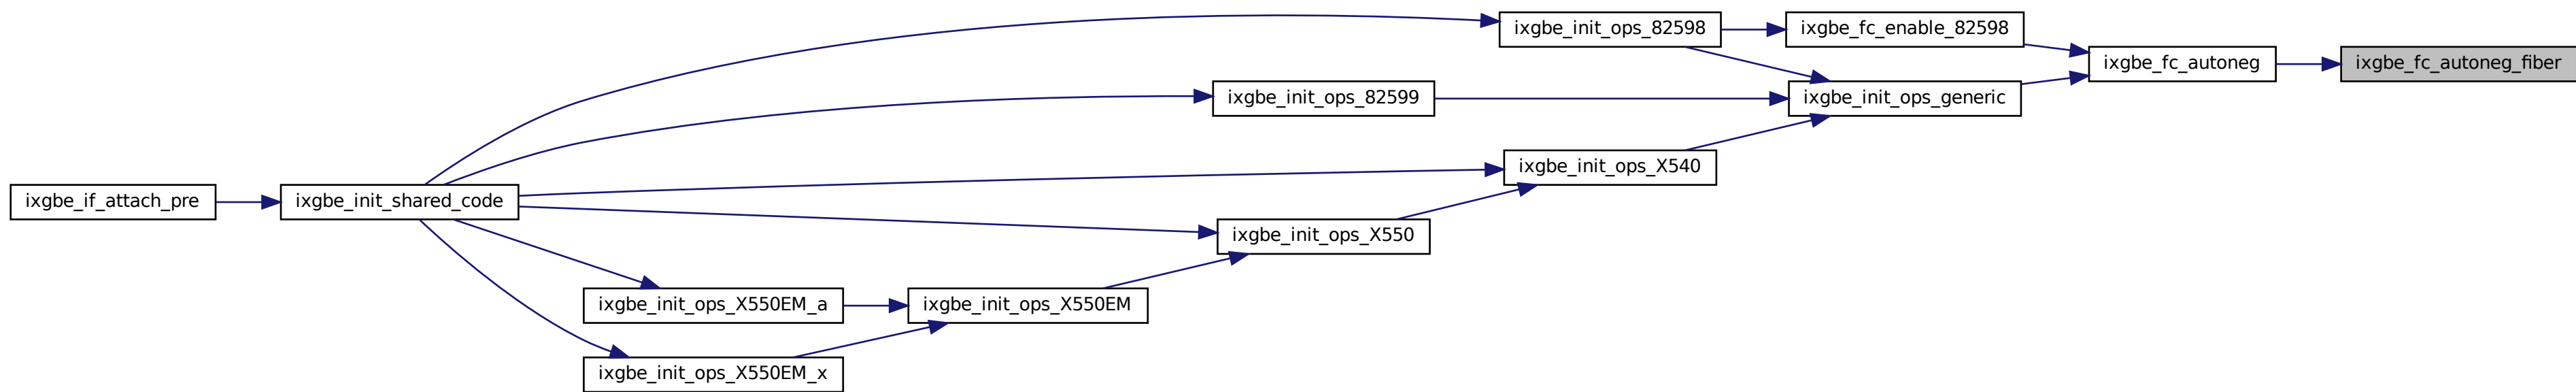 ixgbe_init_ops_82598
ixgbe_fc_enable_82598
ixgbe_fc_autoneg
ixgbe_fc_autoneg_fiber
ixgbe_init_ops_82599
ixgbe_init_ops_generic
ixgbe_init_ops_X540
ixgbe_if_attach_pre
ixgbe_init_shared_code
ixgbe_init_ops_X550
ixgbe_init_ops_X550EM_a
ixgbe_init_ops_X550EM
ixgbe_init_ops_X550EM_x